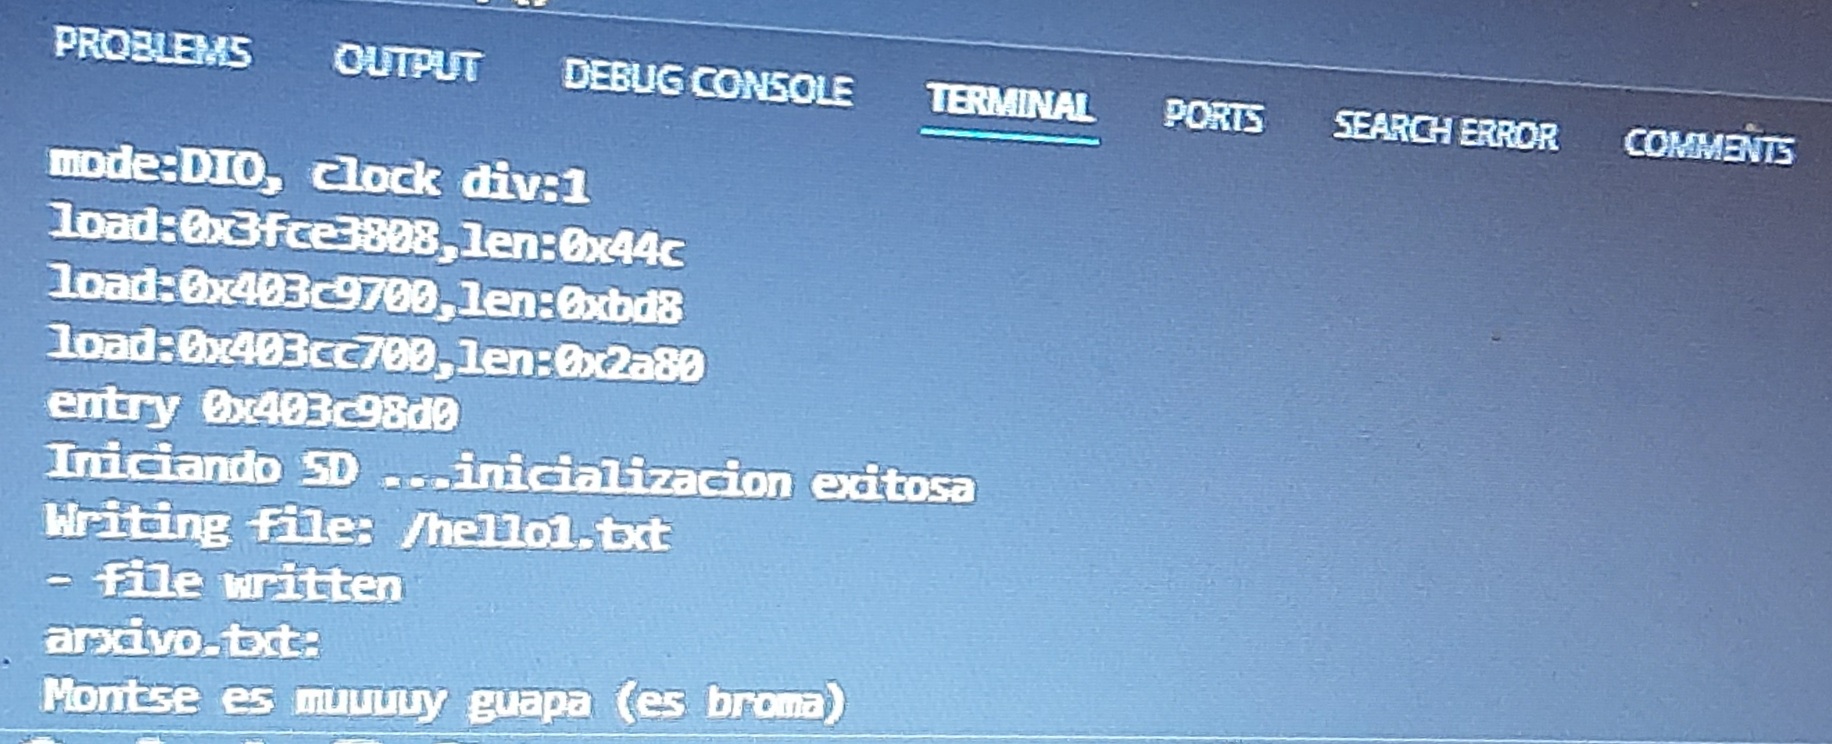 PROBLEMS OUTPUT DEBUG CONSOLE TERMINAL PORTS SEARCH ERROR COMMENTS
mode:DIO, clock div:1
load:0x3fce3808,len:0x44c
load:0x403c9700,len:0xbd8
load:0x403cc700,len:0x2a80
entry 0x403c98d0
Iniciando SD ...inicializacion exitosa
Writing file: /hello1.txt
- file written
arxivo.txt:
Montse es muuuuy guapa (es broma)